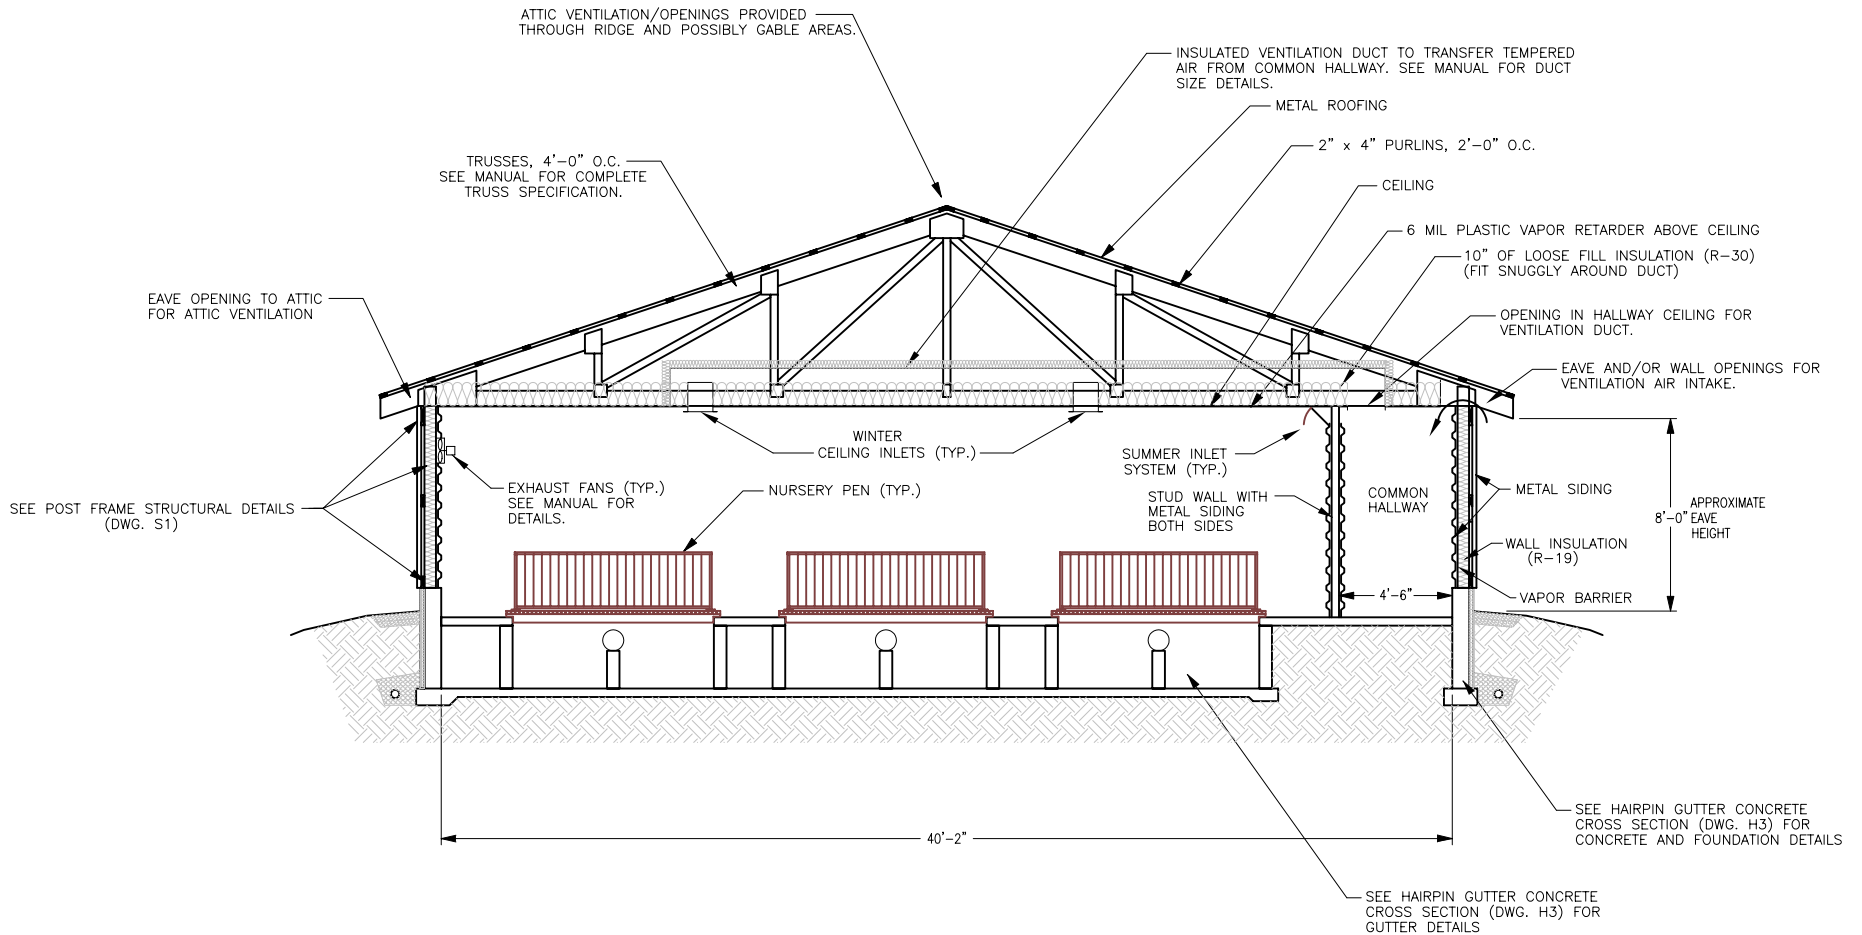 ATTIC VENTILATION/OPENINGS PROVIDED
THROUGH RIDGE AND POSSIBLY GABLE AREAS.
INSULATED VENTILATION DUCT TO TRANSFER TEMPERED
AIR FROM COMMON HALLWAY. SEE MANUAL FOR DUCT
SIZE DETAILS.
METAL ROOFING
2" x 4" PURLINS, 2'-0" O.C.
TRUSSES, 4'-0" O.C.
SEE MANUAL FOR COMPLETE
TRUSS SPECIFICATION.
CEILING
6 MIL PLASTIC VAPOR RETARDER ABOVE CEILING
10" OF LOOSE FILL INSULATION (R-30)
(FIT SNUGGLY AROUND DUCT)
EAVE OPENING TO ATTIC
FOR ATTIC VENTILATION
OPENING IN HALLWAY CEILING FOR
VENTILATION DUCT.
EAVE AND/OR WALL OPENINGS FOR
VENTILATION AIR INTAKE.
WINTER
CEILING INLETS (TYP.)
SUMMER INLET
SYSTEM (TYP.)
EXHAUST FANS (TYP.)
SEE MANUAL FOR
DETAILS.
NURSERY PEN (TYP.)
STUD WALL WITH
METAL SIDING
BOTH SIDES
COMMON
HALLWAY
METAL SIDING
8'-0"
APPROXIMATE
EAVE
HEIGHT
SEE POST FRAME STRUCTURAL DETAILS
(DWG. S1)
WALL INSULATION
(R-19)
4'-6"
VAPOR BARRIER
40'-2"
SEE HAIRPIN GUTTER CONCRETE
CROSS SECTION (DWG. H3) FOR
CONCRETE AND FOUNDATION DETAILS
SEE HAIRPIN GUTTER CONCRETE
CROSS SECTION (DWG. H3) FOR
GUTTER DETAILS